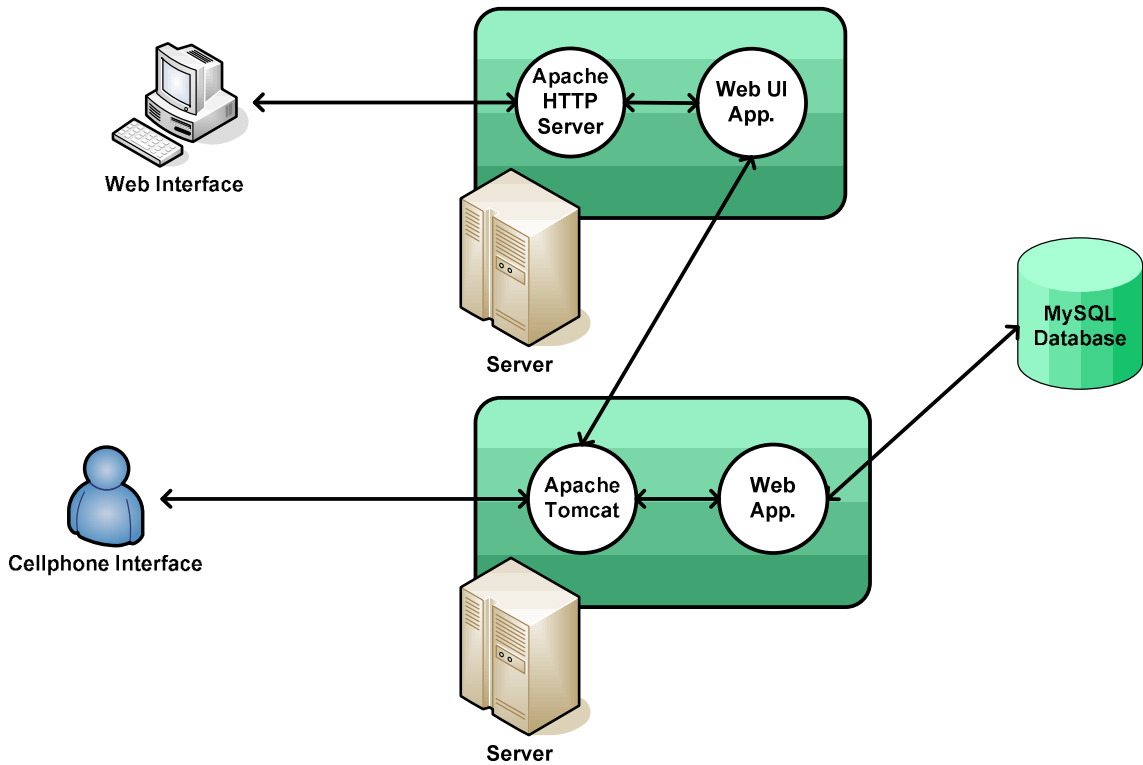 Apache
HTTP
Server
Web UI
App.
Web Interface
Server
MySQL
Database
Apache
Tomcat
Web
App.
Cellphone Interface
Server